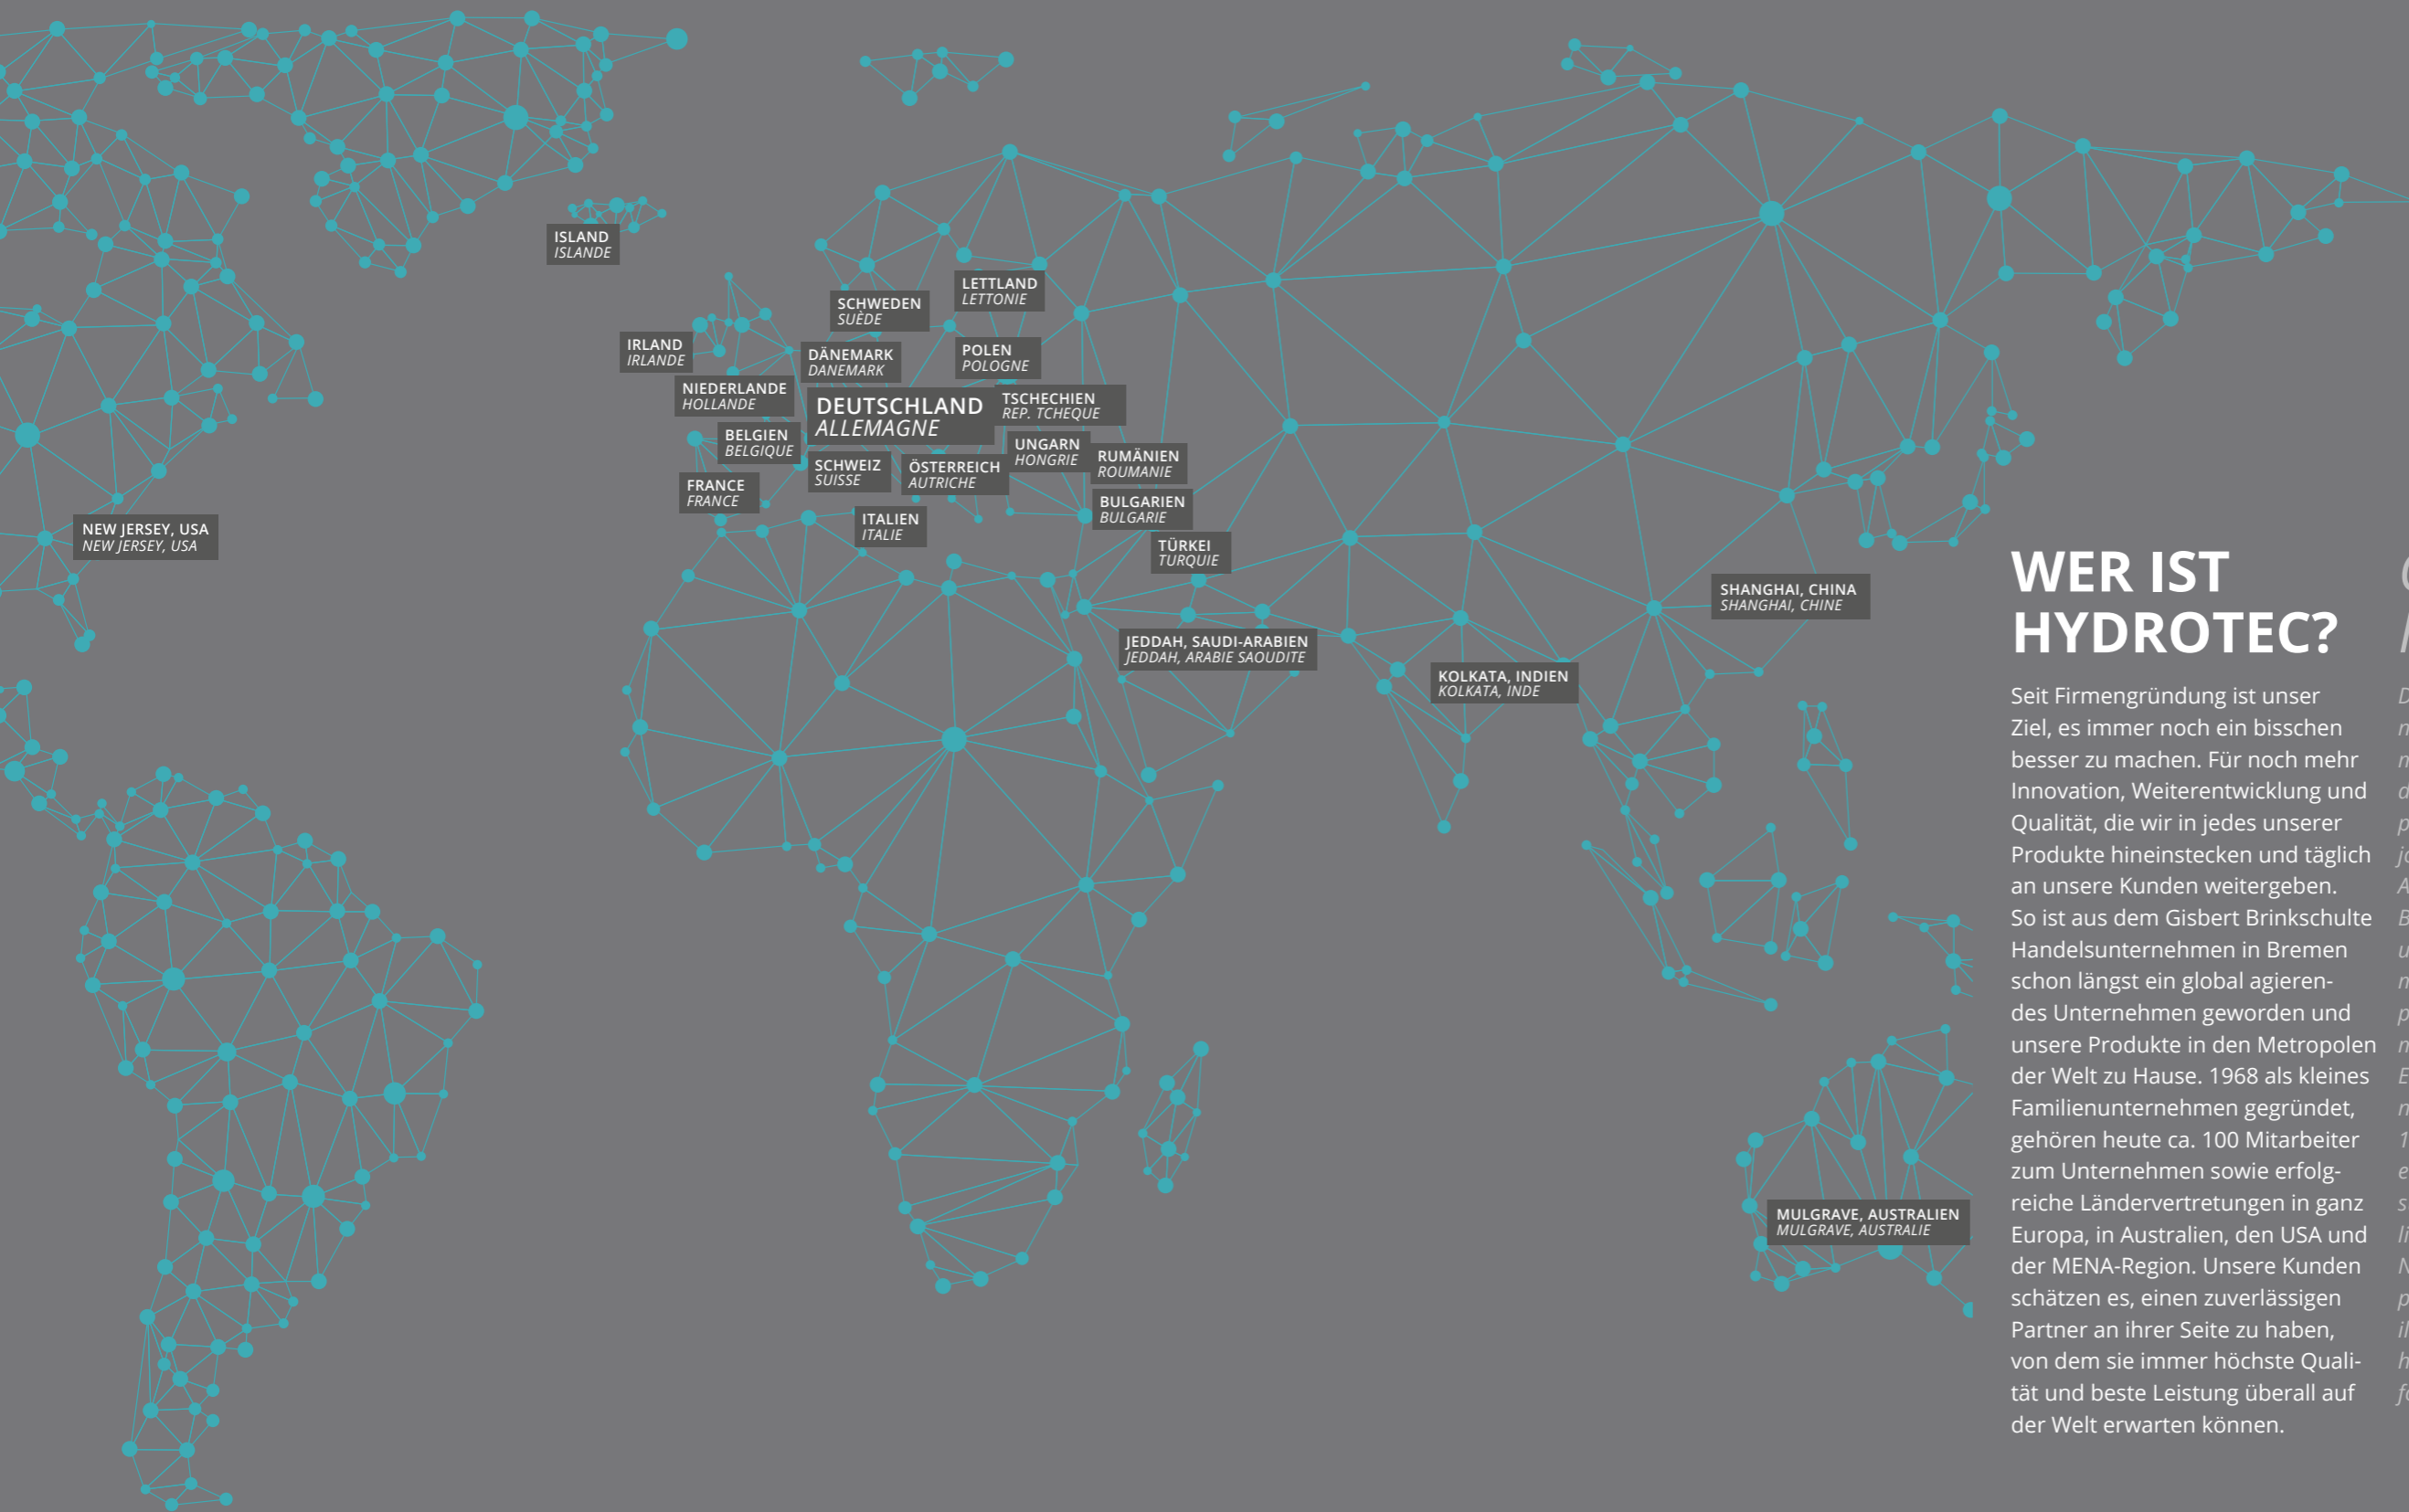 ISLAND
ISLANDE
LETTLAND
LETTONIE
SCHWEDEN
SUÈDE
IRLAND
IRLANDE
DÄNEMARK
DANEMARK
POLEN
POLOGNE
NIEDERLANDE
HOLLANDE
DEUTSCHLAND
ALLEMAGNE
TSCHECHIEN
REP. TCHEQUE
BELGIEN
BELGIQUE
UNGARN
HONGRIE
RUMÄNIEN
ROUMANIE
SCHWEIZ
SUISSE
ÖSTERREICH
AUTRICHE
FRANCE
FRANCE
BULGARIEN
BULGARIE
ITALIEN
ITALIE
NEW JERSEY, USA
NEW JERSEY, USA
TÜRKEI
TURQUIE
SHANGHAI, CHINA
SHANGHAI, CHINE
JEDDAH, SAUDI-ARABIEN
JEDDAH, ARABIE SAOUDITE
KOLKATA, INDIEN
KOLKATA, INDE
MULGRAVE, AUSTRALIEN
MULGRAVE, AUSTRALIE
WER IST
HYDROTEC?
Seit Firmengründung ist unser
Ziel, es immer noch ein bisschen
besser zu machen. Für noch mehr
Innovation, Weiterentwicklung und
Qualität, die wir in jedes unserer
Produkte hineinstecken und täglich
an unsere Kunden weitergeben.
So ist aus dem Gisbert Brinkschulte
Handelsunternehmen in Bremen
schon längst ein global agieren-
des Unternehmen geworden und
unsere Produkte in den Metropolen
der Welt zu Hause. 1968 als kleines
Familienunternehmen gegründet,
gehören heute ca. 100 Mitarbeiter
zum Unternehmen sowie erfolg-
reiche Ländervertretungen in ganz
Europa, in Australien, den USA und
der MENA-Region. Unsere Kunden
schätzen es, einen zuverlässigen
Partner an ihrer Seite zu haben,
von dem sie immer höchste Quali-
tät und beste Leistung überall auf
der Welt erwarten können.